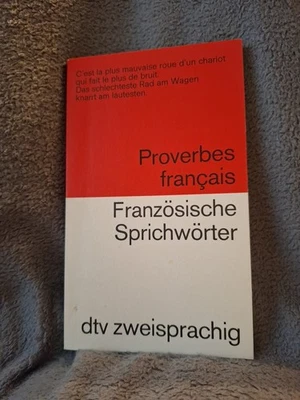 C'est la plus mauvaise roue d'un chariot
qui fait le plus de bruit.
Das schlechteste Rad am Wagen
knarrt am lautesten.
Proverbes
français
Französische
Sprichwörter
dtv zweisprachig